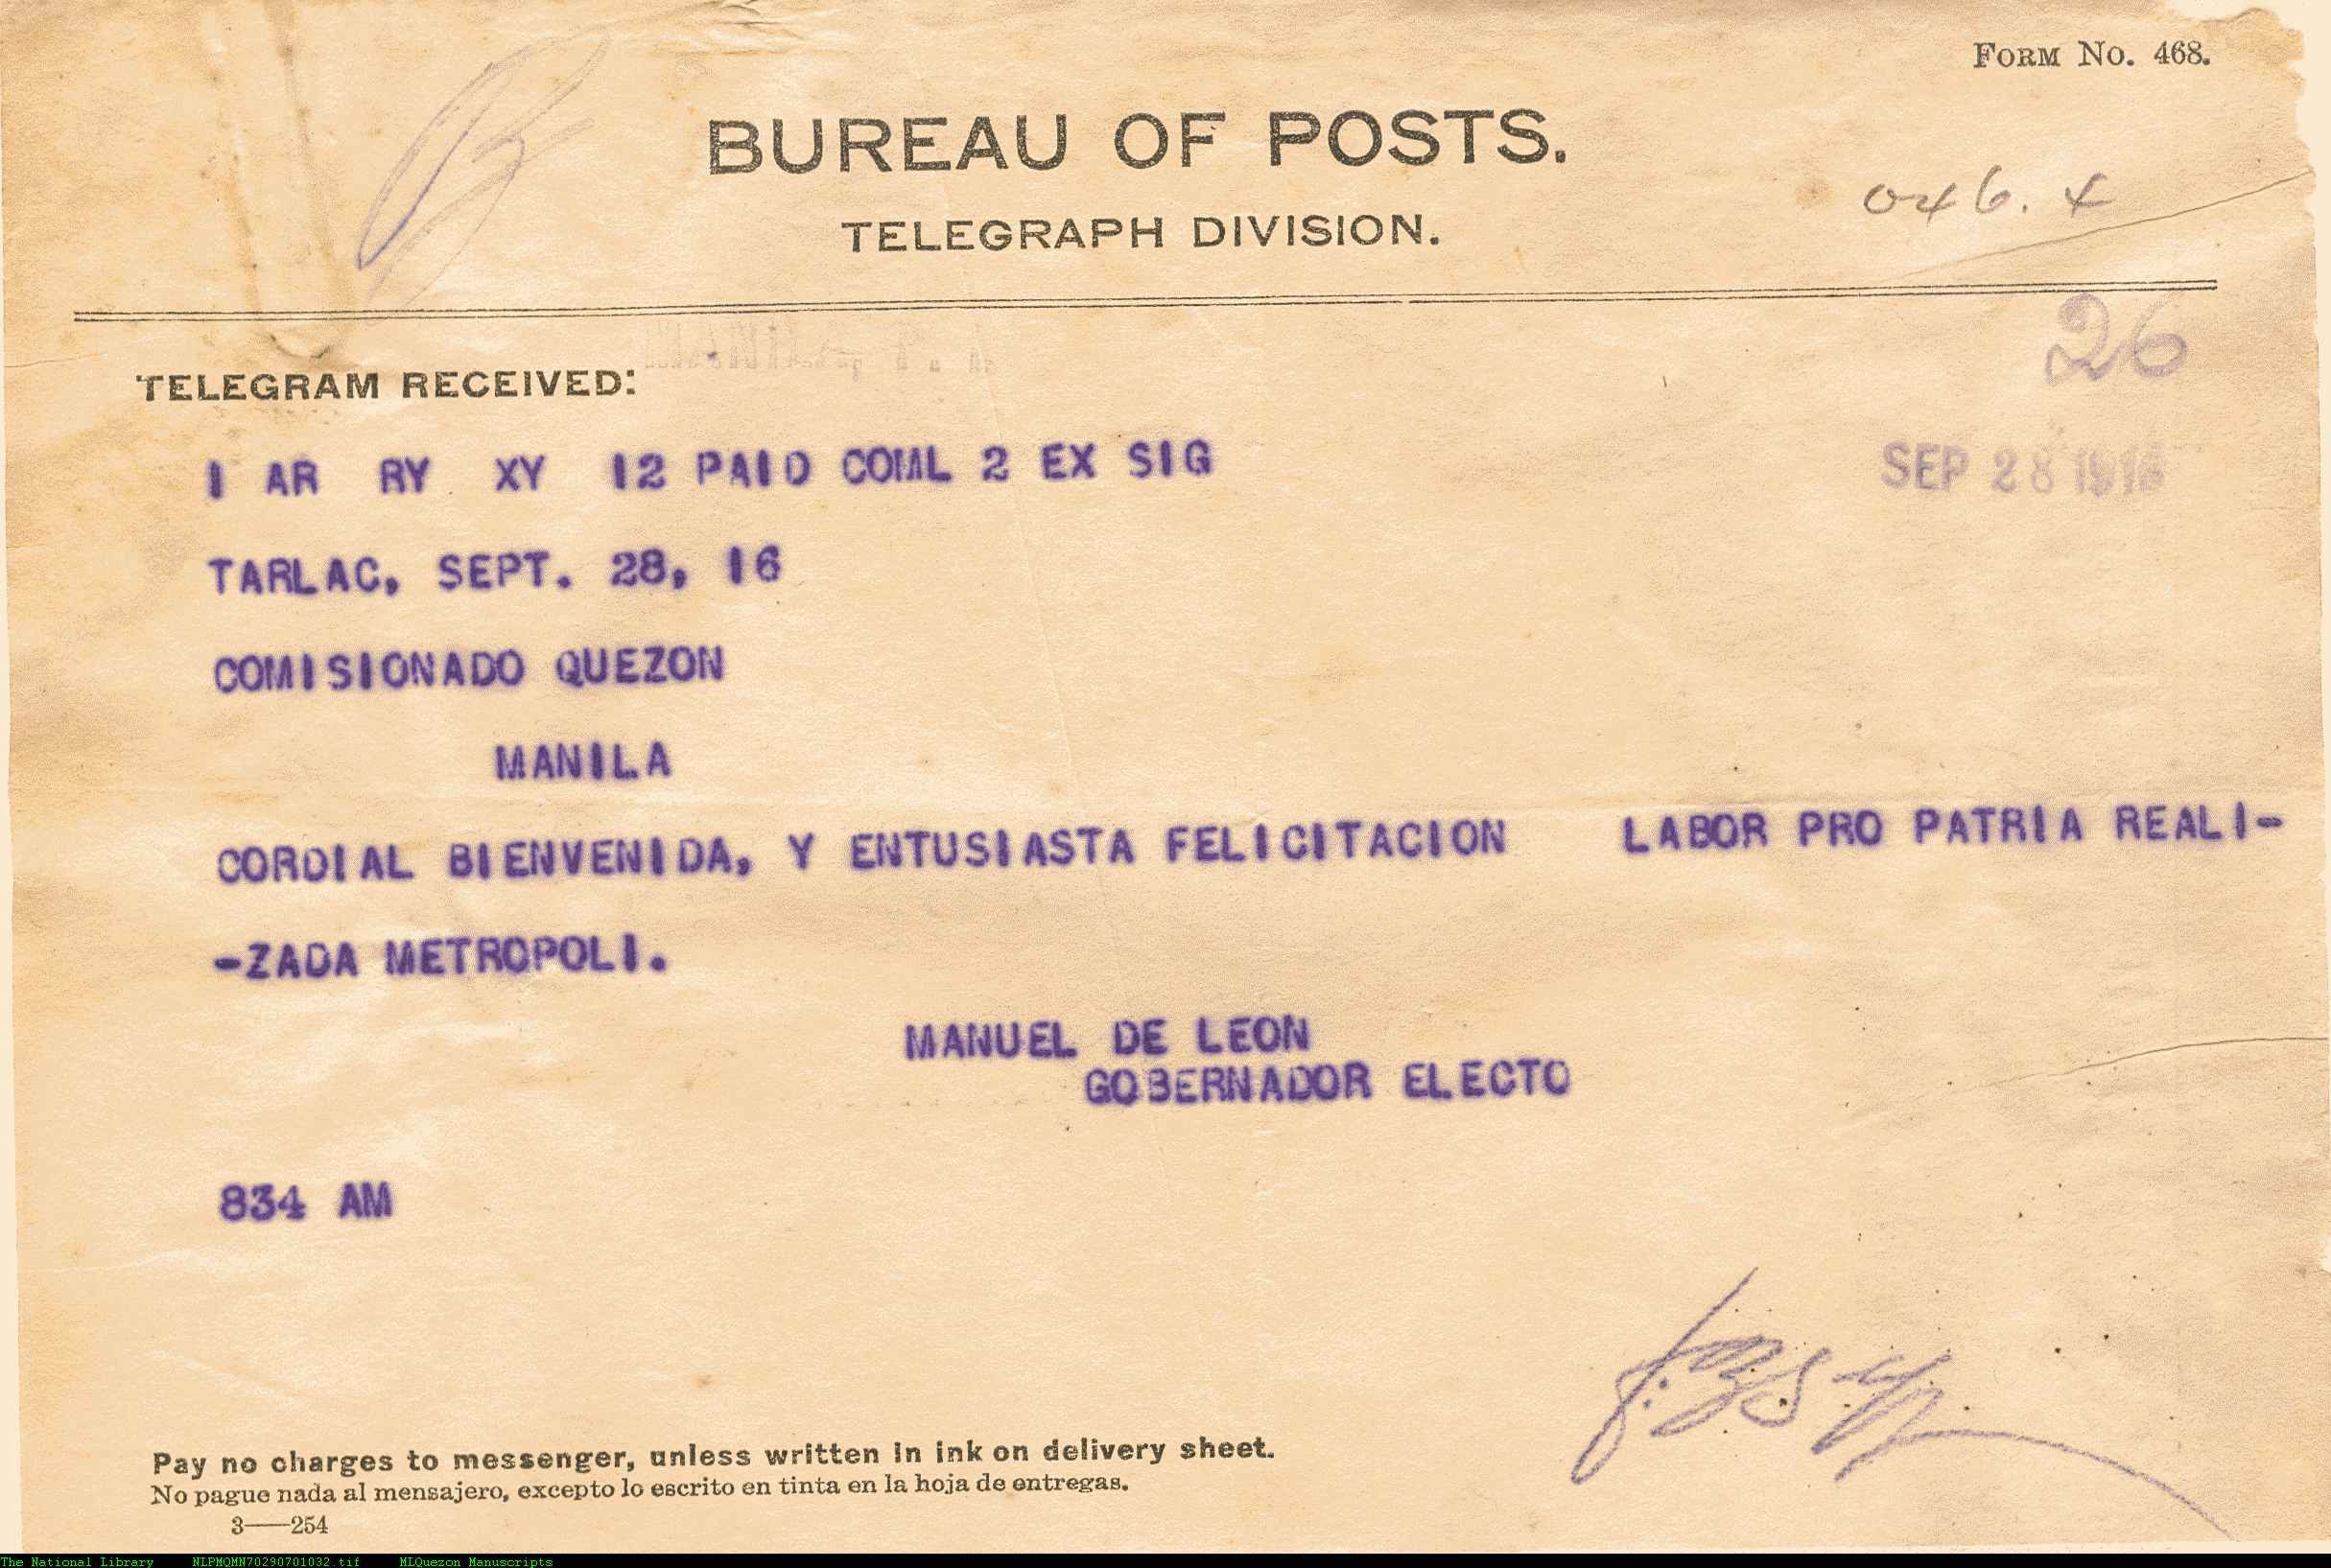 FORM No. 468.
BUREAU OF POSTS.
TELEGRAPH DIVISION.
046.4
26
TELEGRAM RECEIVED:
I AR RY XY 12 PAID COML 2 EX SIG
SEP 28 1916
TARLAC, SEPT. 28, 16
COMISIONADO QUEZON
MANILA
CORDIAL BIENVENIDA, Y ENTUSIASTA FELICITACION LABOR PRO PATRIA REALI-
-ZADA METROPOLI.
MANUEL DE LEON
GOBERNADOR ELECTO
834 AM
Pay no charges to messenger, unless written in ink on delivery sheet.
No pague nada al mensajero, excepto lo escrito en tinta en la hoja de entregas.
3——254
The National Library NLPMQMN70290701032.tif MLQuezon Manuscripts